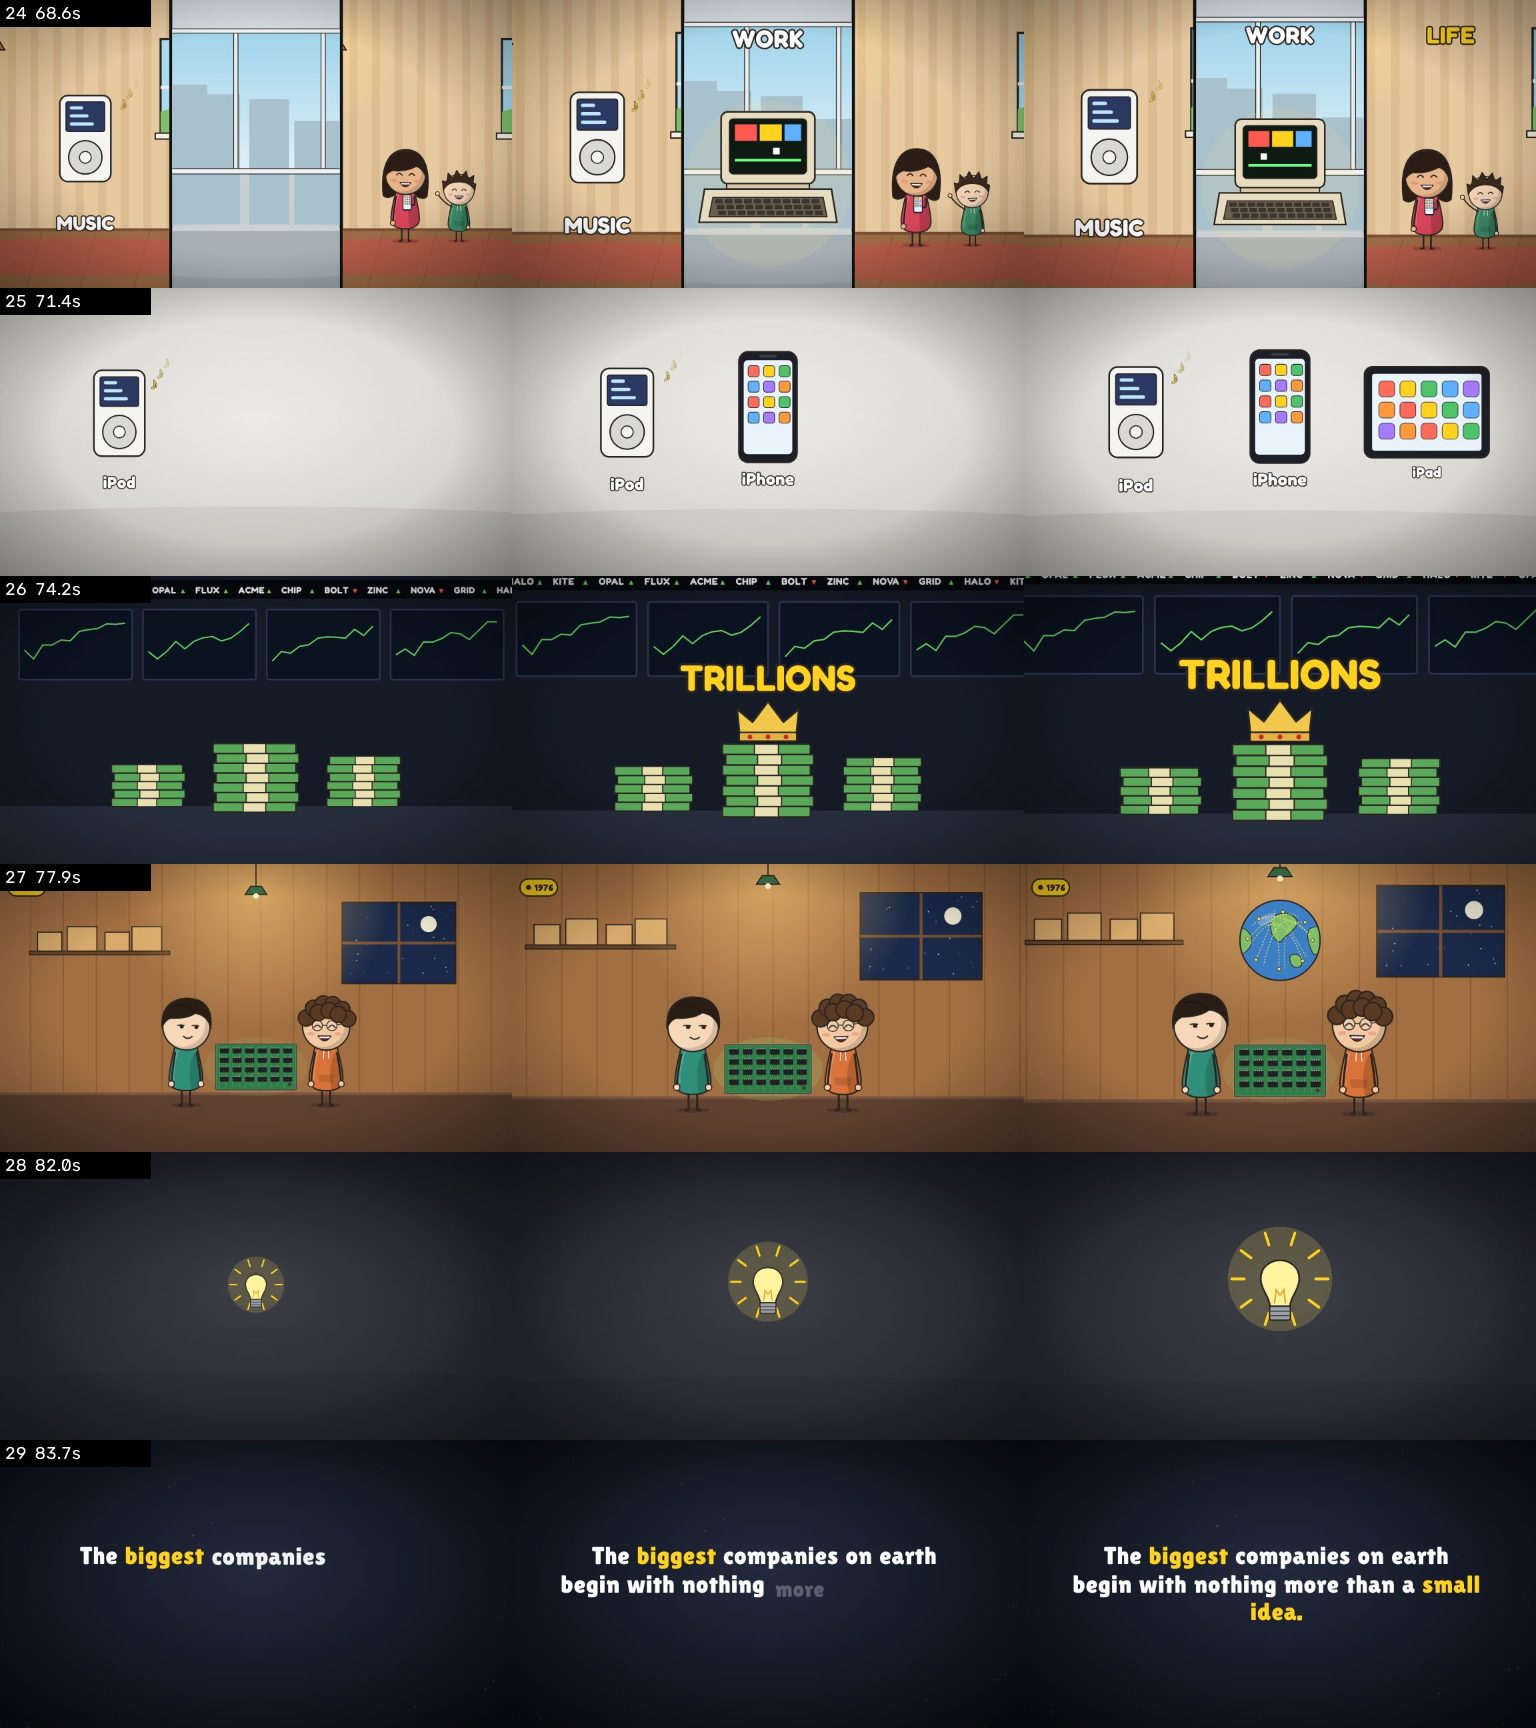 24 68.6s
MUSIC
MUSIC
WORK
MUSIC
WORK
LIFE
25 71.4s
iPod
iPod
iPhone
iPod
iPhone
iPad
26 74.2s
OPAL ▲ FLUX ▲ ACME ▲ CHIP ▲ BOLT ▼ ZINC ▲ NOVA ▼ GRID ▲ HAL
HALO ▲ KITE ▲ OPAL ▲ FLUX ▲ ACME ▲ CHIP ▲ BOLT ▼ ZINC ▲ NOVA ▼ GRID ▲ HALO ▼ KIT
TRILLIONS
TRILLIONS
27 77.9s
1976
1976
28 82.0s
29 83.7s
The biggest companies
The biggest companies on earth
begin with nothing more
The biggest companies on earth
begin with nothing more than a small
idea.